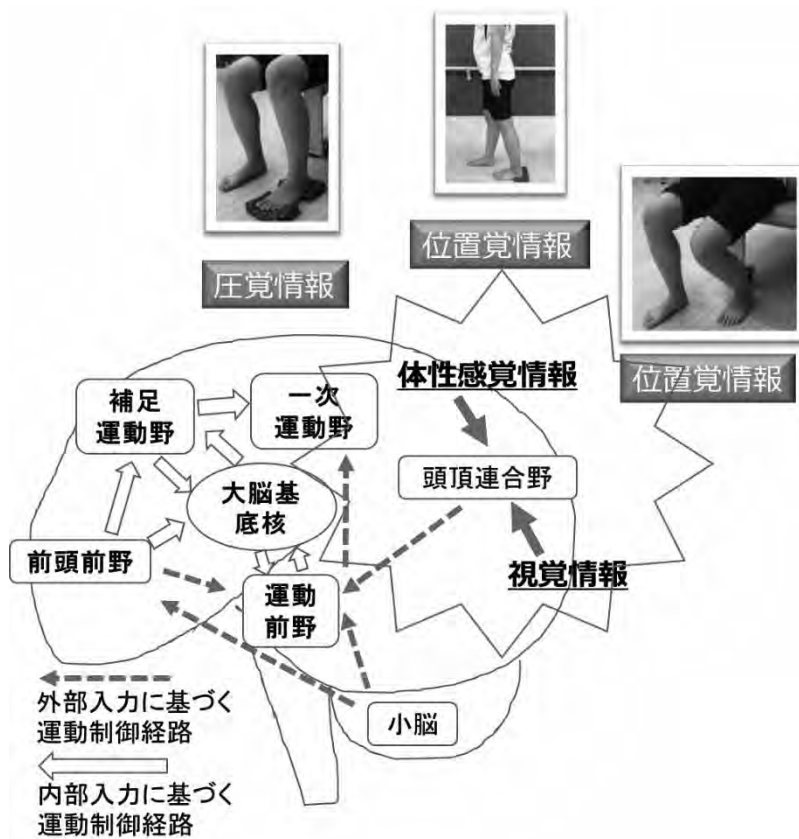 位置覚情報
圧覚情報
位置覚情報
体性感覚情報
補足
運動野
一次
運動野
頭頂連合野
大脳基
底核
前頭前野
視覚情報
運動
前野
外部入力に基づく
運動制御経路
小脳
内部入力に基づく
運動制御経路